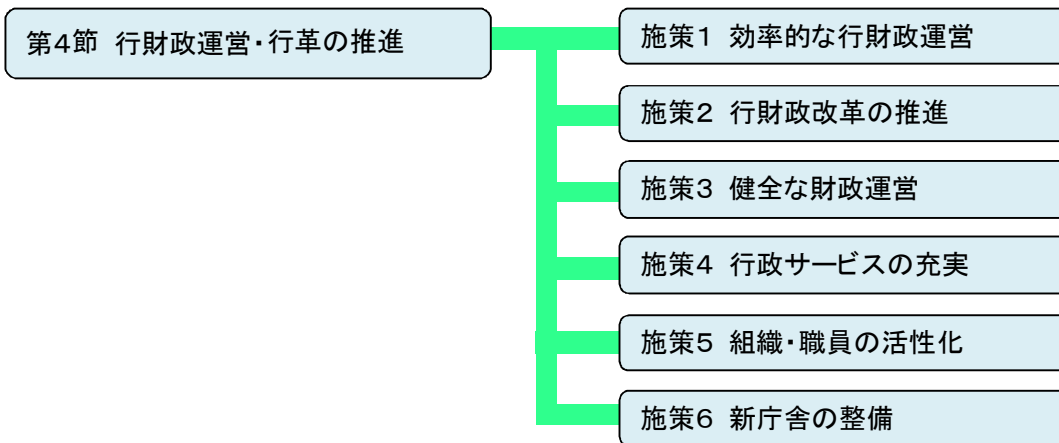 第4節 行財政運営・行革の推進
施策1 効率的な行財政運営
施策2 行財政改革の推進
施策3 健全な財政運営
施策4 行政サービスの充実
施策5 組織・職員の活性化
施策6 新庁舎の整備